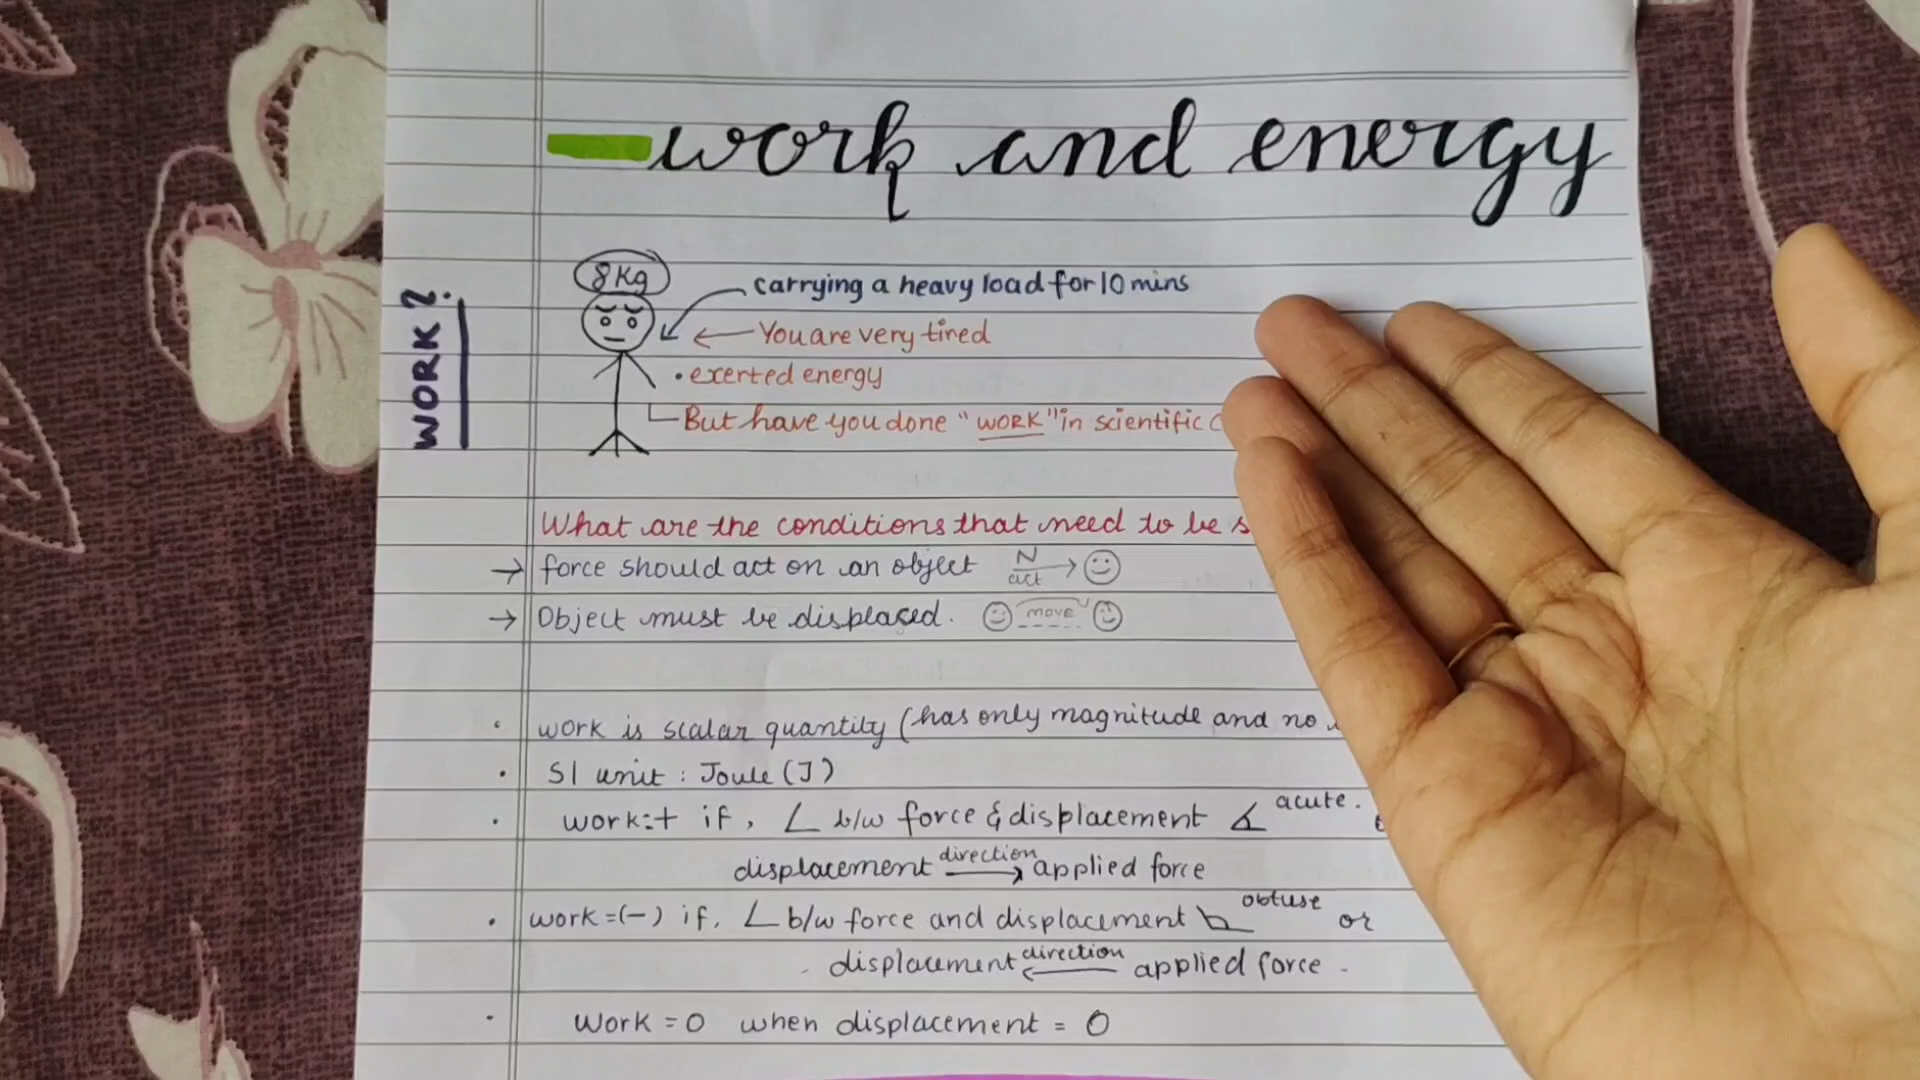 work and energy
WORK?
8Kg
carrying a heavy load for 10 mins
You are very tired
• exerted energy
But have you done "WORK" in scientific
What are the conditions that need to be
→ force should act on an object N act →
→ Object must be displaced. move
• work is scalar quantity (has only magnitude and no
• SI unit : Joule (J)
• work:+ if, ∠ b/w force & displacement acute.
displacement direction → applied force
• work=(-) if, ∠ b/w force and displacement obtuse or
displacement direction ← applied force -
• Work = 0 when displacement = 0